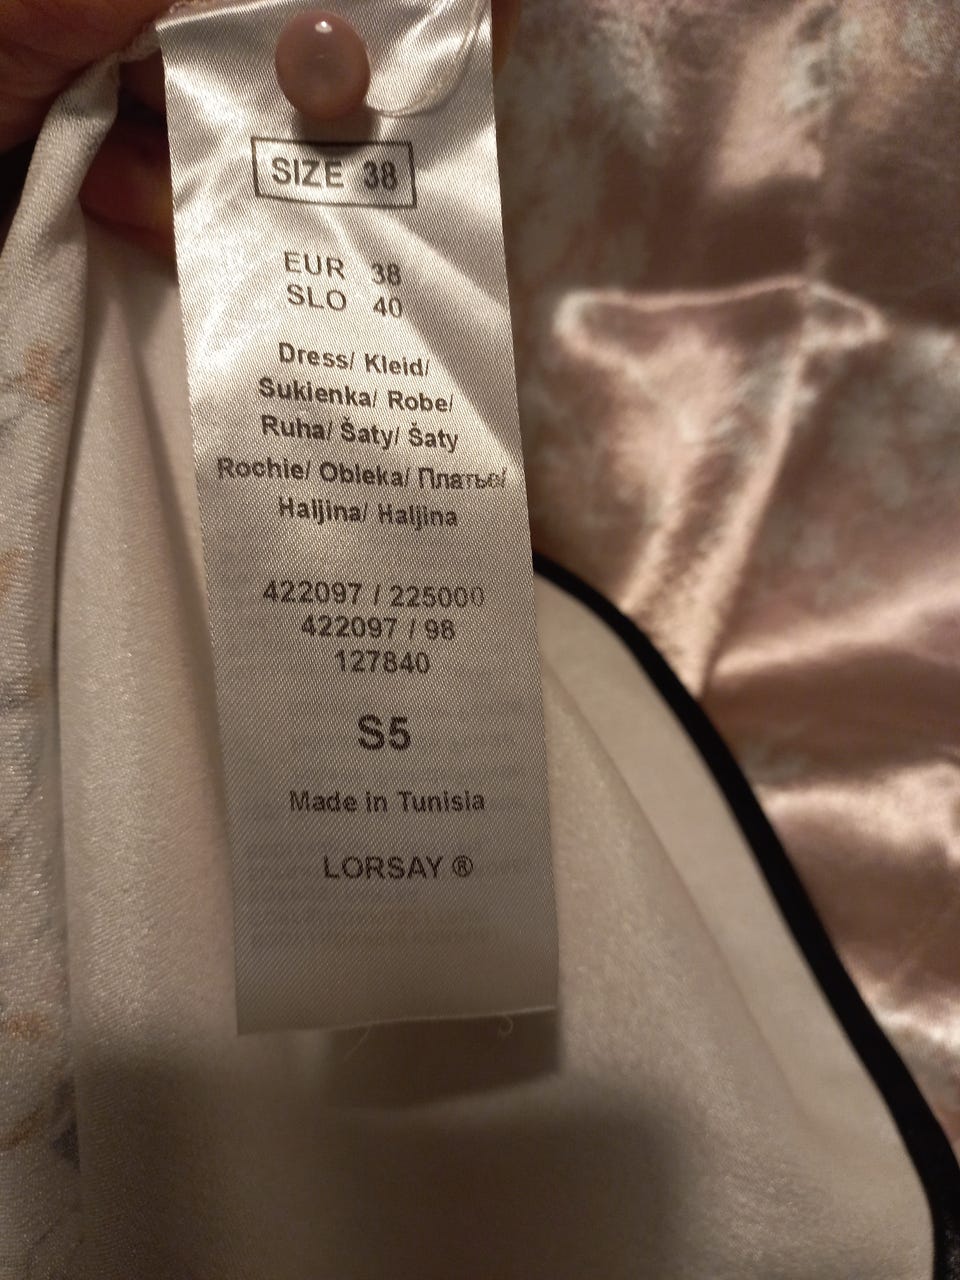 SIZE 38
EUR 38
SLO 40
Dress/ Kleid/
Sukienka/ Robe/
Ruha/ Šaty/ Šaty
Rochie/ Obleka/ Платье/
Haljina/ Haljina
422097 / 225000
422097 / 98
127840
S5
Made in Tunisia
LORSAY ®